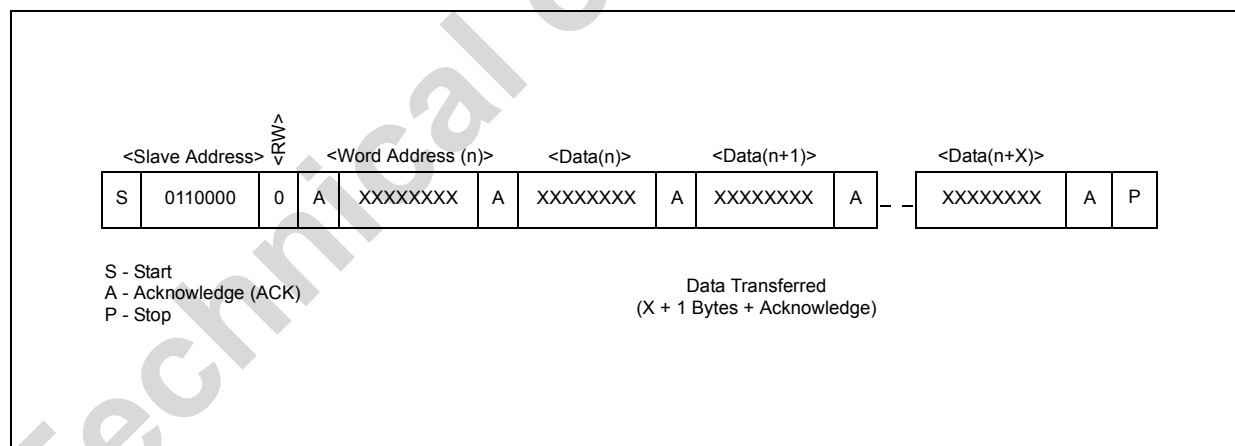 <Slave Address> <RW> <Word Address (n)> <Data(n)> <Data(n+1)> <Data(n+X)>
S 0110000 0 A XXXXXXXX A XXXXXXXX A XXXXXXXX A XXXXXXXX A P
S - Start
A - Acknowledge (ACK)
P - Stop
Data Transferred
(X + 1 Bytes + Acknowledge)
Technical